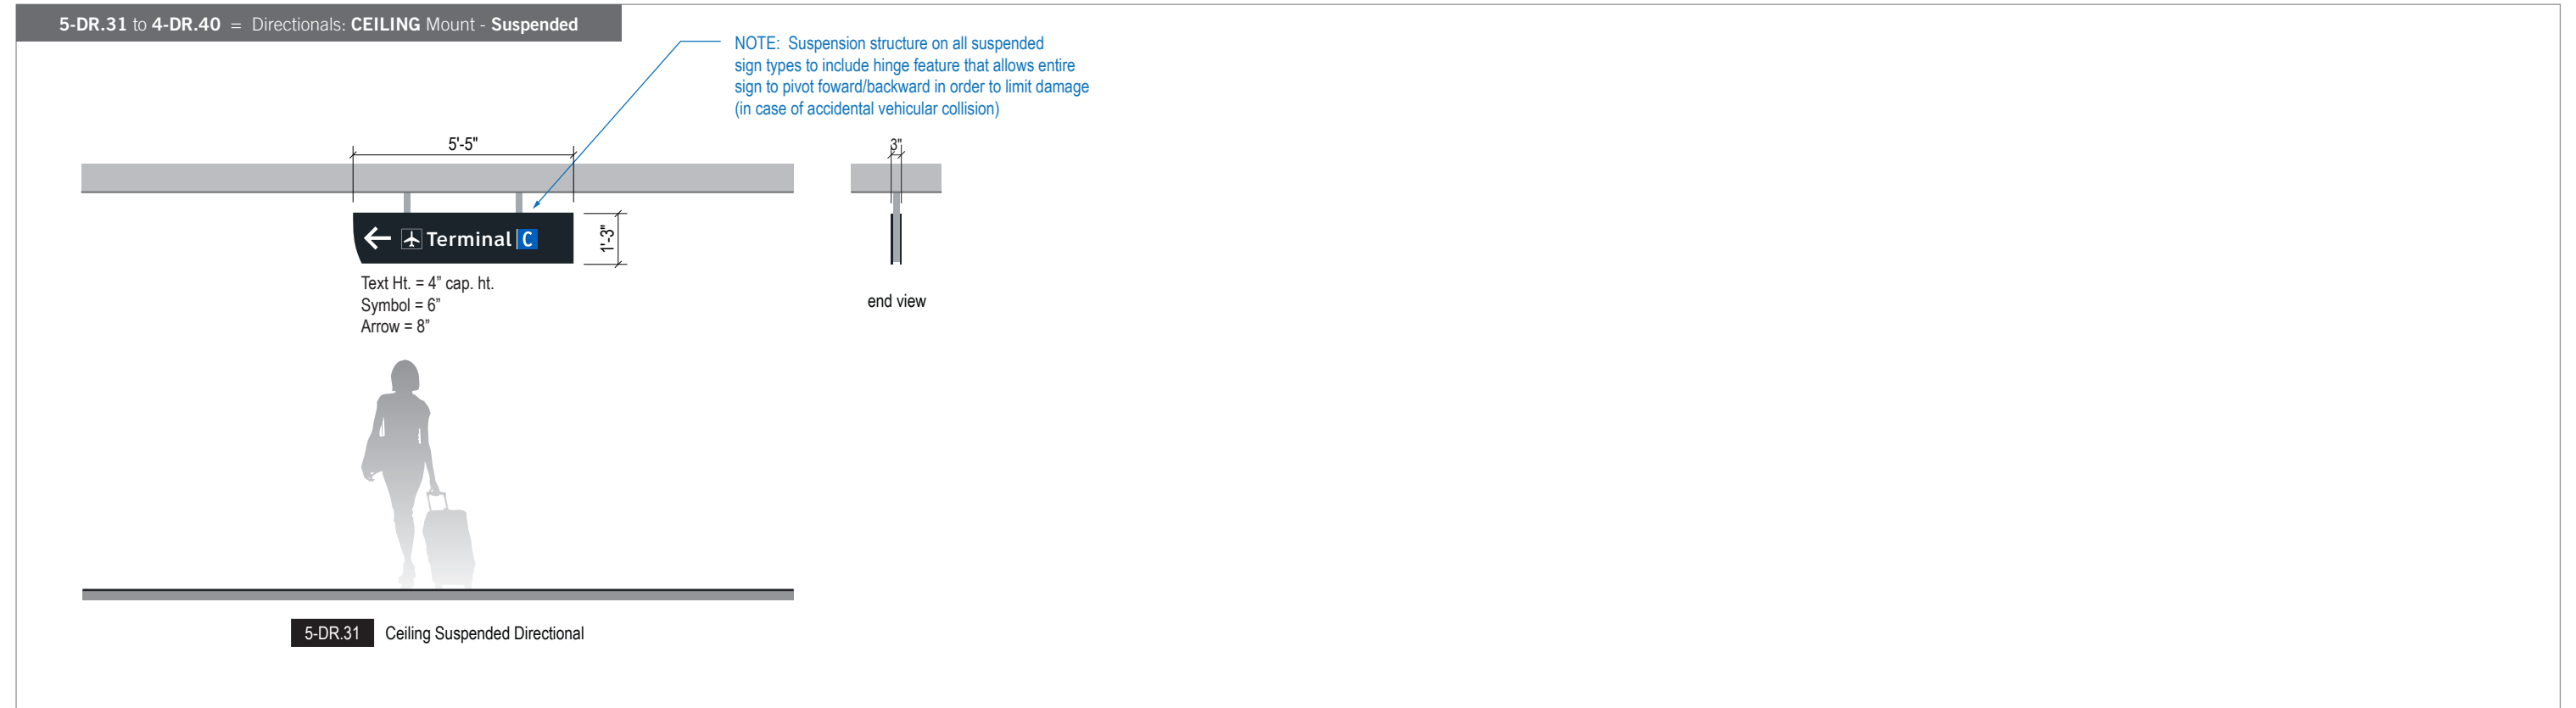 5-DR.31 to 4-DR.40 = Directionals: CEILING Mount - Suspended
NOTE: Suspension structure on all suspended
sign types to include hinge feature that allows entire
sign to pivot foward/backward in order to limit damage
(in case of accidental vehicular collision)
5'-5"
3"
Terminal C
1'-3"
Text Ht. = 4” cap. ht.
Symbol = 6”
Arrow = 8”
end view
5-DR.31 Ceiling Suspended Directional